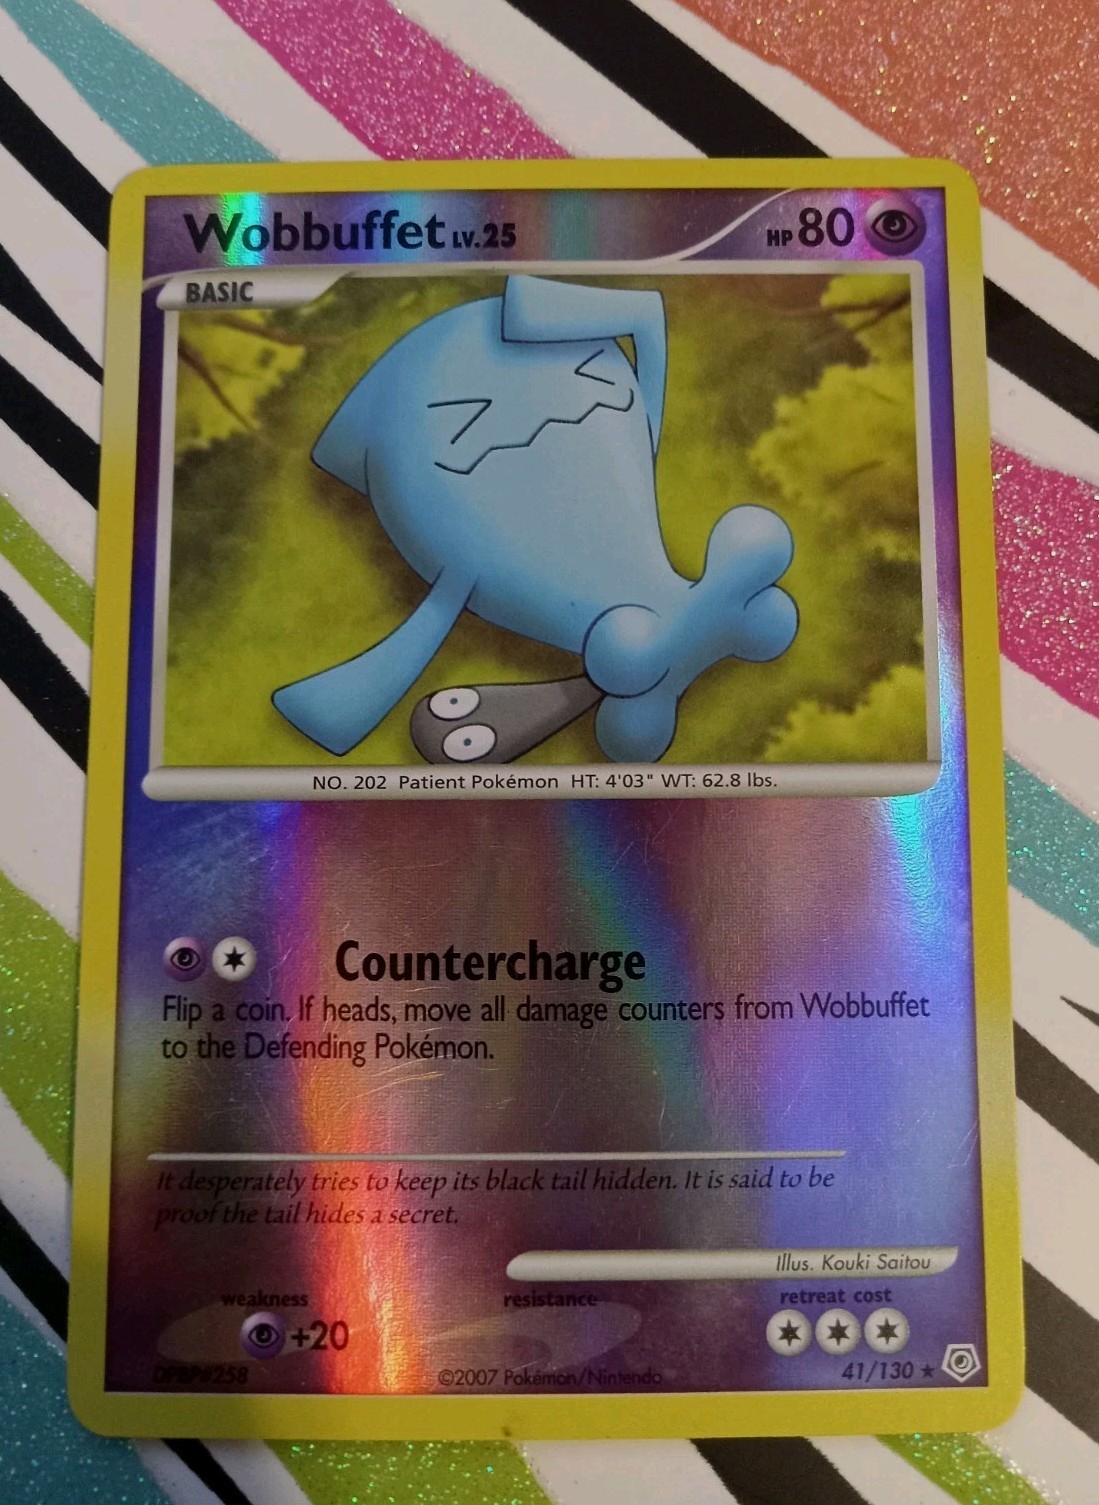 Wobbuffet LV.25 HP 80
BASIC
NO. 202 Patient Pokémon HT: 4'03" WT: 62.8 lbs.
Countercharge
Flip a coin. If heads, move all damage counters from Wobbuffet
to the Defending Pokémon.
It desperately tries to keep its black tail hidden. It is said to be
proof the tail hides a secret.
Illus. Kouki Saitou
weakness resistance retreat cost
+20
DPBP#258 ©2007 Pokémon/Nintendo 41/130 ★